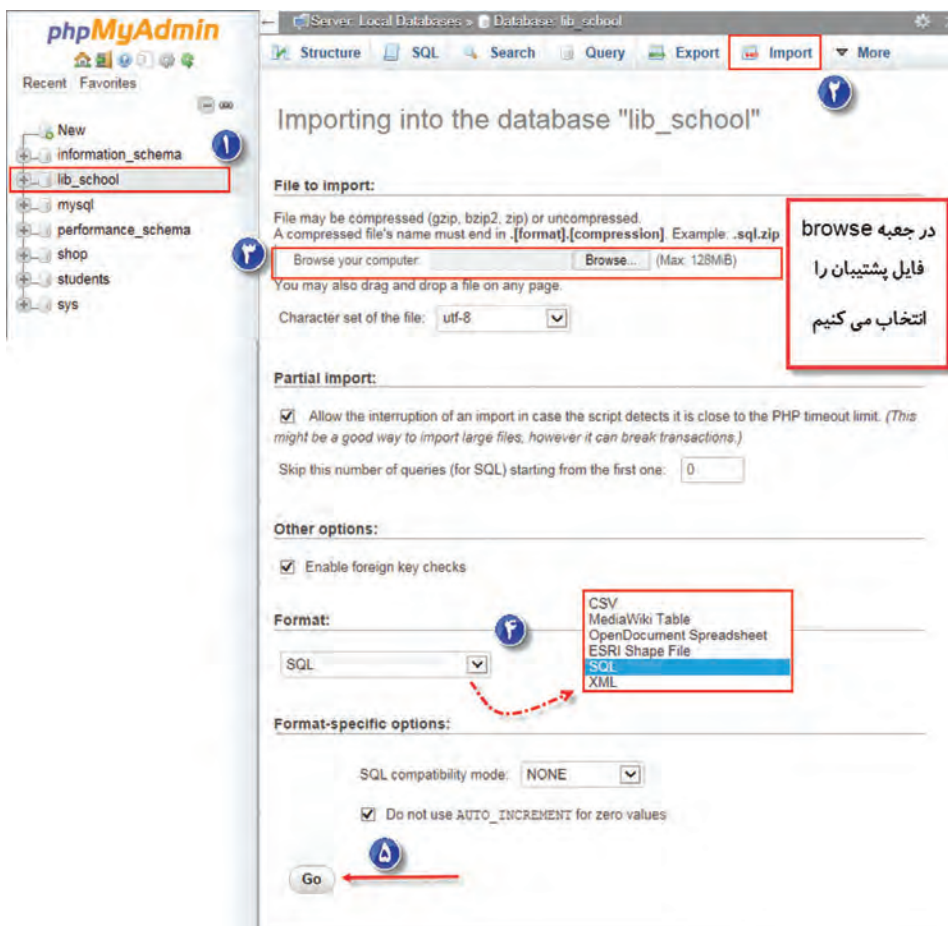 phpMyAdmin
Recent Favorites
New
information_schema
lib_school
mysql
performance_schema
shop
students
sys
۱
Server: Local Databases » Database: lib_school
Structure SQL Search Query Export Import More
۲
Importing into the database "lib_school"
File to import:
File may be compressed (gzip, bzip2, zip) or uncompressed.
A compressed file's name must end in .[format].[compression]. Example: .sql.zip
۳
Browse your computer: Browse... (Max: 128MiB)
You may also drag and drop a file on any page.
Character set of the file: utf-8
در جعبه browse
فایل پشتیبان را
انتخاب می کنیم
Partial import:
Allow the interruption of an import in case the script detects it is close to the PHP timeout limit. (This
might be a good way to import large files, however it can break transactions.)
Skip this number of queries (for SQL) starting from the first one: 0
Other options:
Enable foreign key checks
Format:
۴
SQL
CSV
MediaWiki Table
OpenDocument Spreadsheet
ESRI Shape File
SQL
XML
Format-specific options:
SQL compatibility mode: NONE
Do not use AUTO_INCREMENT for zero values
۵
Go